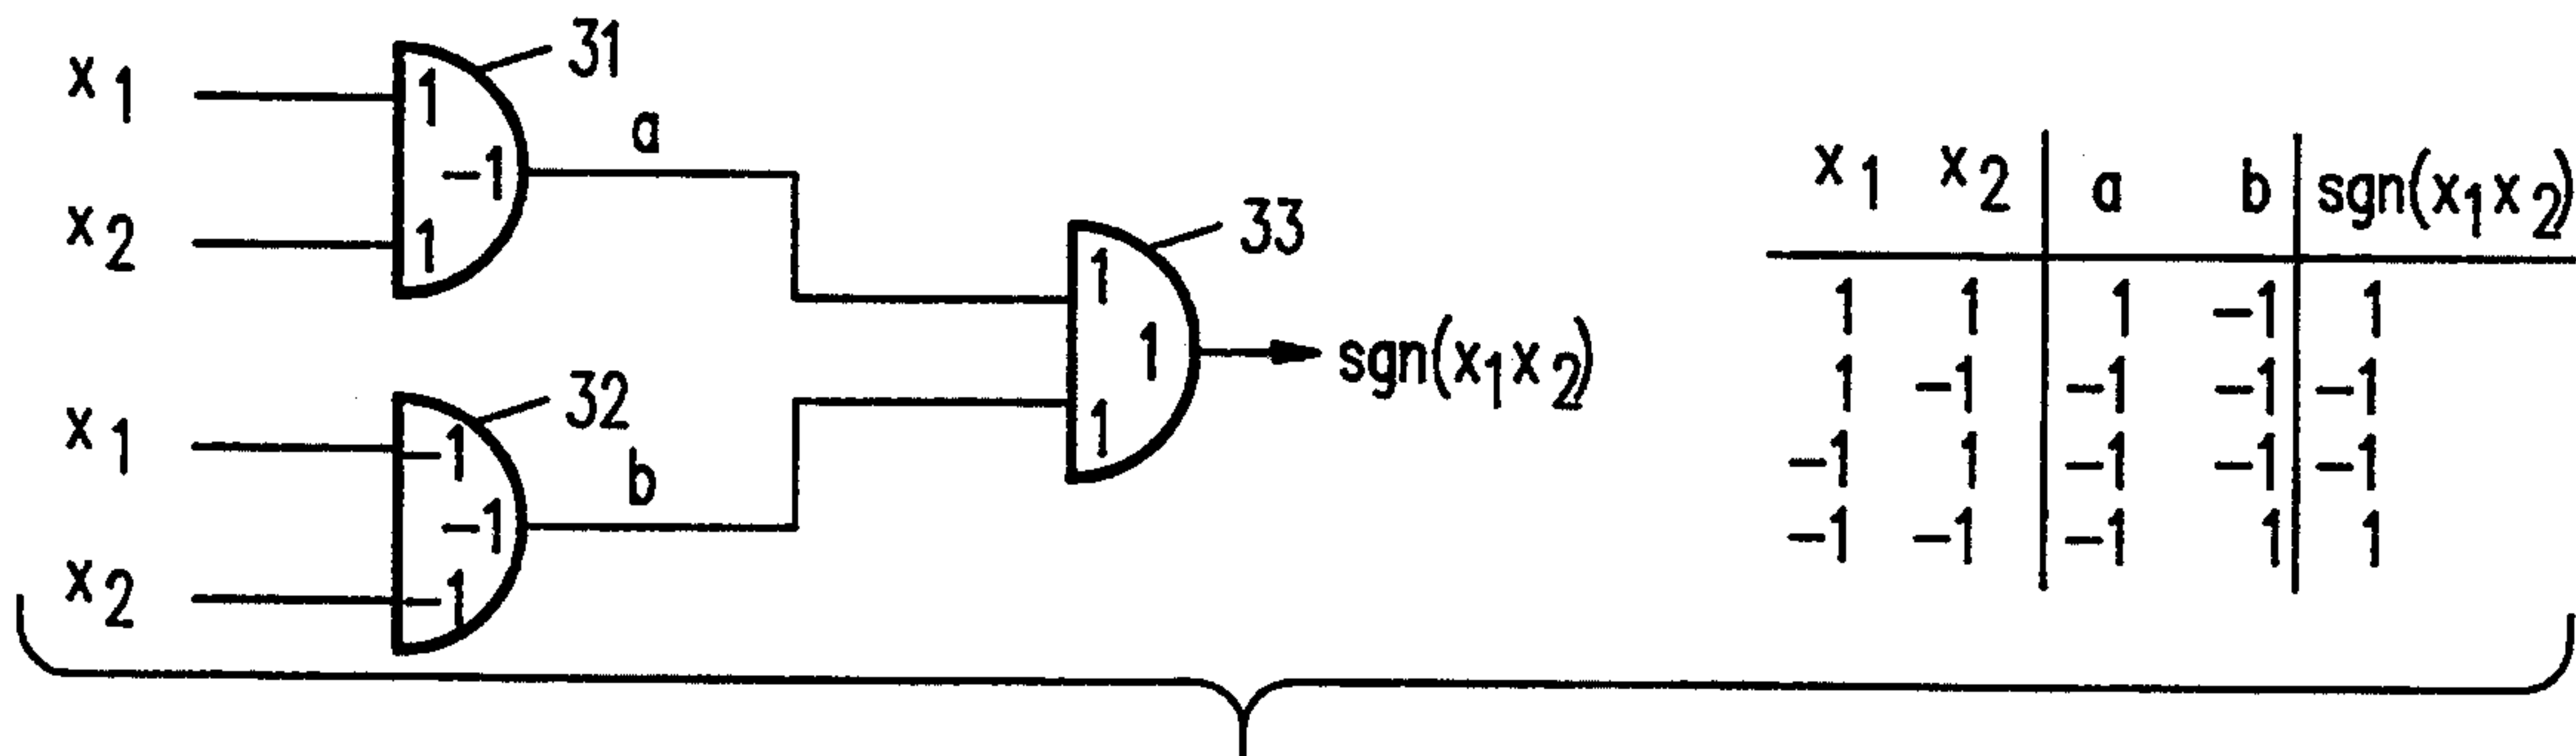 x1 1 31
-1 a
x2 1
x1 -1 32
-1 b
x2 -1
33
1
1 sgn(x1x2)
1
x1 x2 a b sgn(x1x2)
1 1 1 -1 1
1 -1 -1 -1 -1
-1 1 -1 -1 -1
-1 -1 -1 1 1